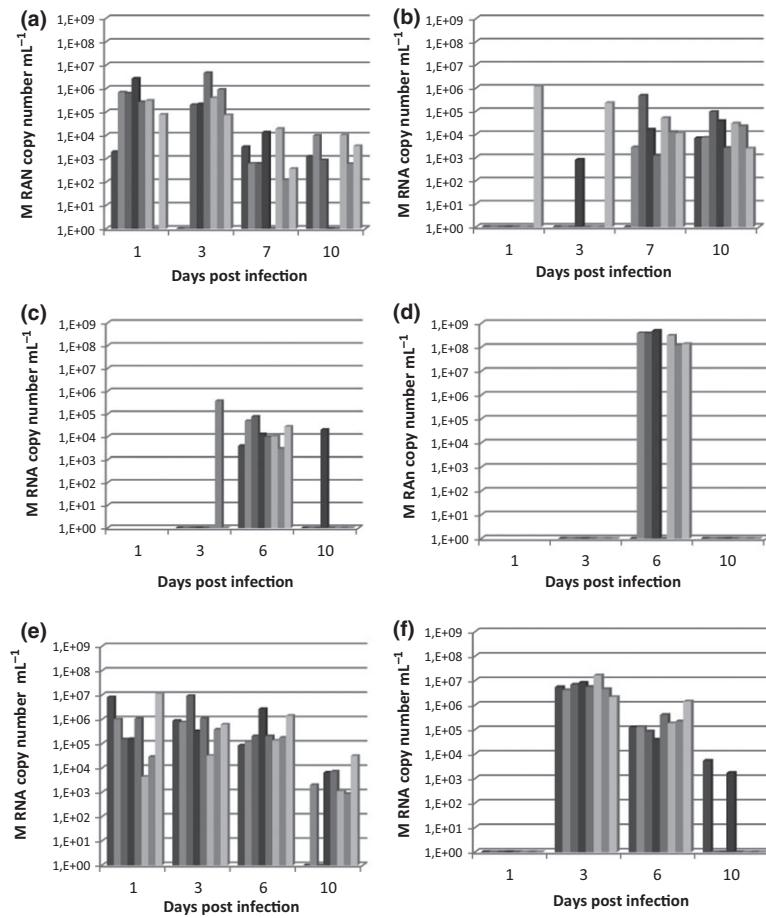 (a)
M RAN copy number mL⁻¹
1,E+09
1,E+08
1,E+07
1,E+06
1,E+05
1,E+04
1,E+03
1,E+02
1,E+01
1,E+00
1 3 7 10
Days post infection
(b)
M RNA copy number mL⁻¹
1,E+09
1,E+08
1,E+07
1,E+06
1,E+05
1,E+04
1,E+03
1,E+02
1,E+01
1,E+00
1 3 7 10
Days post infection
(c)
M RNA copy number mL⁻¹
1,E+09
1,E+08
1,E+07
1,E+06
1,E+05
1,E+04
1,E+03
1,E+02
1,E+01
1,E+00
1 3 6 10
Days post infection
(d)
M RAn copy number mL⁻¹
1,E+09
1,E+08
1,E+07
1,E+06
1,E+05
1,E+04
1,E+03
1,E+02
1,E+01
1,E+00
1 3 6 10
Days post infection
(e)
M RNA copy number mL⁻¹
1,E+09
1,E+08
1,E+07
1,E+06
1,E+05
1,E+04
1,E+03
1,E+02
1,E+01
1,E+00
1 3 6 10
Days post infection
(f)
M RNA copy number mL⁻¹
1,E+09
1,E+08
1,E+07
1,E+06
1,E+05
1,E+04
1,E+03
1,E+02
1,E+01
1,E+00
1 3 6 10
Days post infection